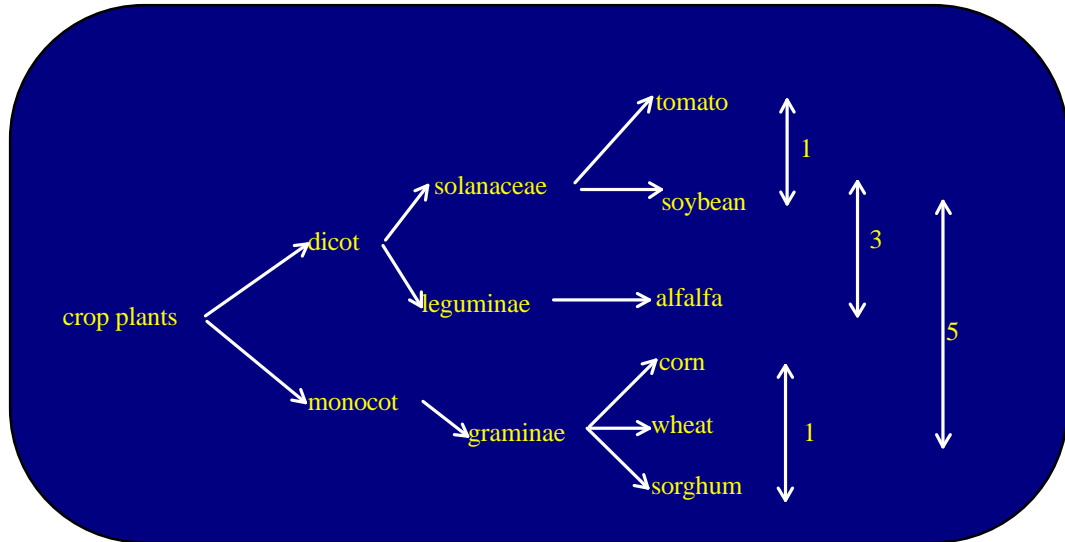 tomato
1
solanaceae
soybean
3
dicot
leguminae
alfalfa
crop plants
5
corn
monocot
graminae
wheat
1
sorghum